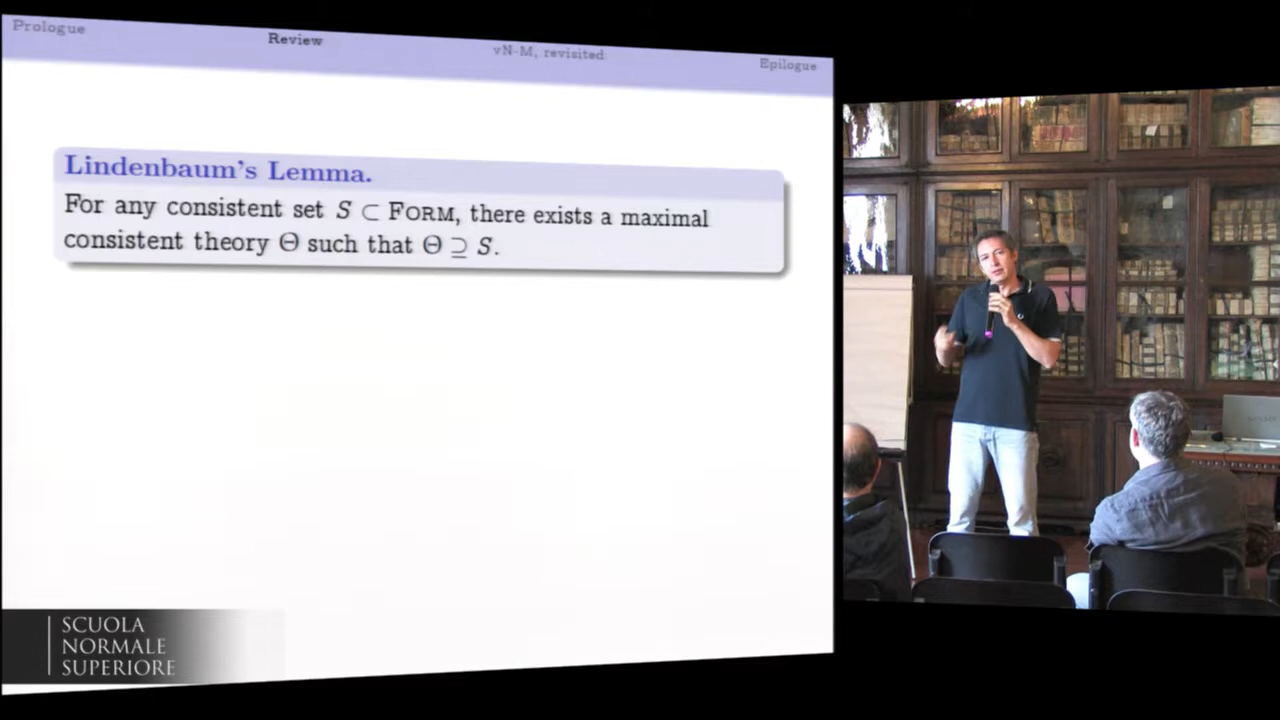 Prologue
Review
vN-M, revisited
Epilogue
Lindenbaum's Lemma.
For any consistent set S ⊂ FORM, there exists a maximal
consistent theory Θ such that Θ ⊇ S.
SCUOLA
NORMALE
SUPERIORE